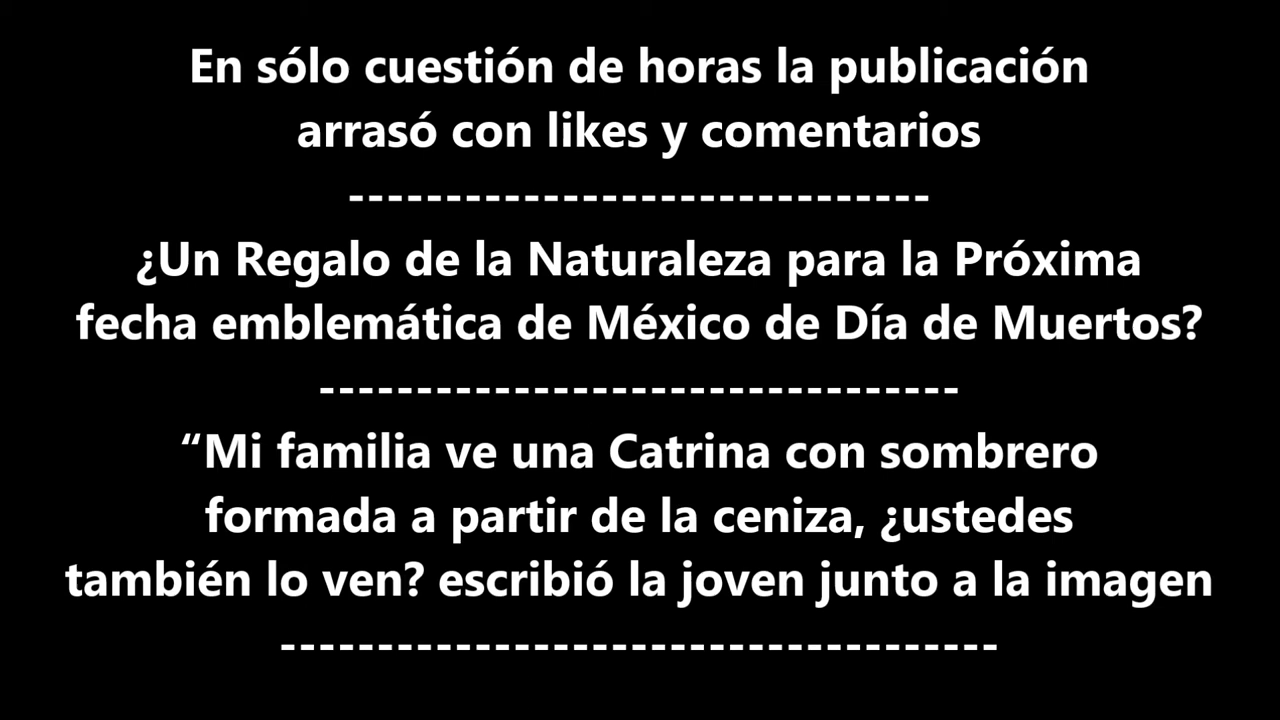 En sólo cuestión de horas la publicación
arrasó con likes y comentarios
------------------------------
¿Un Regalo de la Naturaleza para la Próxima
fecha emblemática de México de Día de Muertos?
---------------------------------
“Mi familia ve una Catrina con sombrero
formada a partir de la ceniza, ¿ustedes
también lo ven? escribió la joven junto a la imagen
-------------------------------------